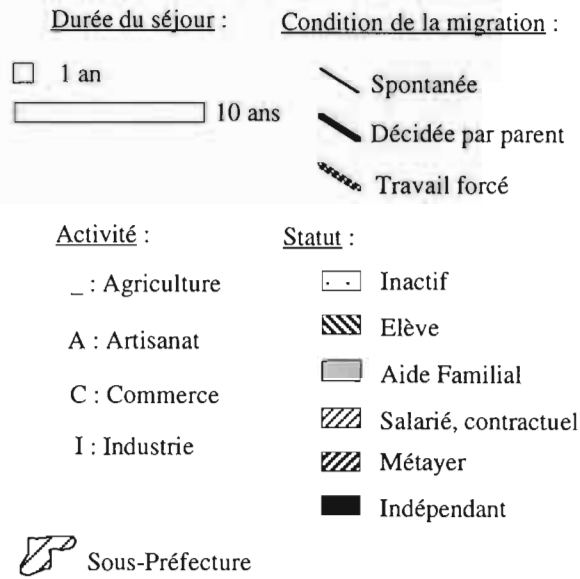 Durée du séjour :
1 an
10 ans
Condition de la migration :
Spontanée
Décidée par parent
Travail forcé
Activité :
_ : Agriculture
A : Artisanat
C : Commerce
I : Industrie
Statut :
Inactif
Elève
Aide Familial
Salarié, contractuel
Métayer
Indépendant
Sous-Préfecture